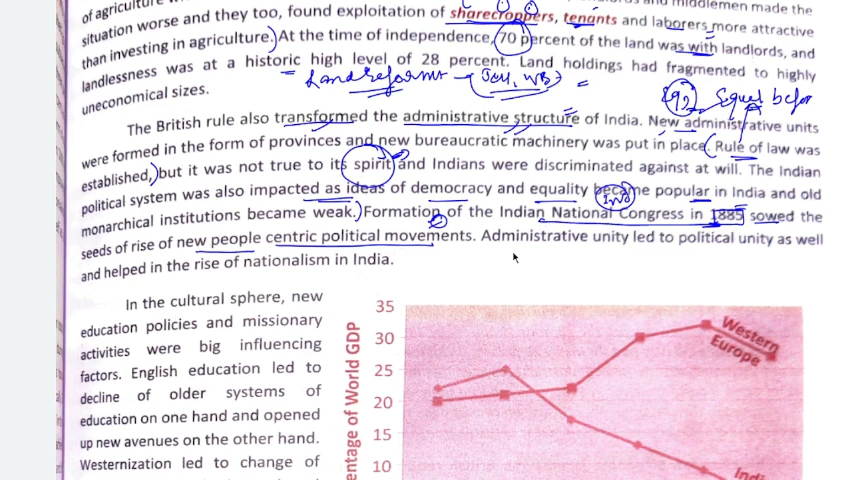 of agriculture
and middlemen made the
situation worse and they too, found exploitation of sharecroppers, tenants and laborers more attractive
than investing in agriculture.) At the time of independence, 70 percent of the land was with landlords, and
landlessness was at a historic high level of 28 percent. Land holdings had fragmented to highly
uneconomical sizes.
Land reforms
Equal before
The British rule also transformed the administrative structure of India. New administrative units
were formed in the form of provinces and new bureaucratic machinery was put in place. (Rule of law was
established,) but it was not true to its spirit and Indians were discriminated against at will. The Indian
political system was also impacted as ideas of democracy and equality became popular in India and old
monarchical institutions became weak.) Formation of the Indian National Congress in 1885 sowed the
seeds of rise of new people centric political movements. Administrative unity led to political unity as well
and helped in the rise of nationalism in India.
In the cultural sphere, new
education policies and missionary
activities were big influencing
factors. English education led to
decline of older systems of
education on one hand and opened
up new avenues on the other hand.
Westernization led to change of
35
30
25
20
15
10
entage of World GDP
Western
Europe
Indi